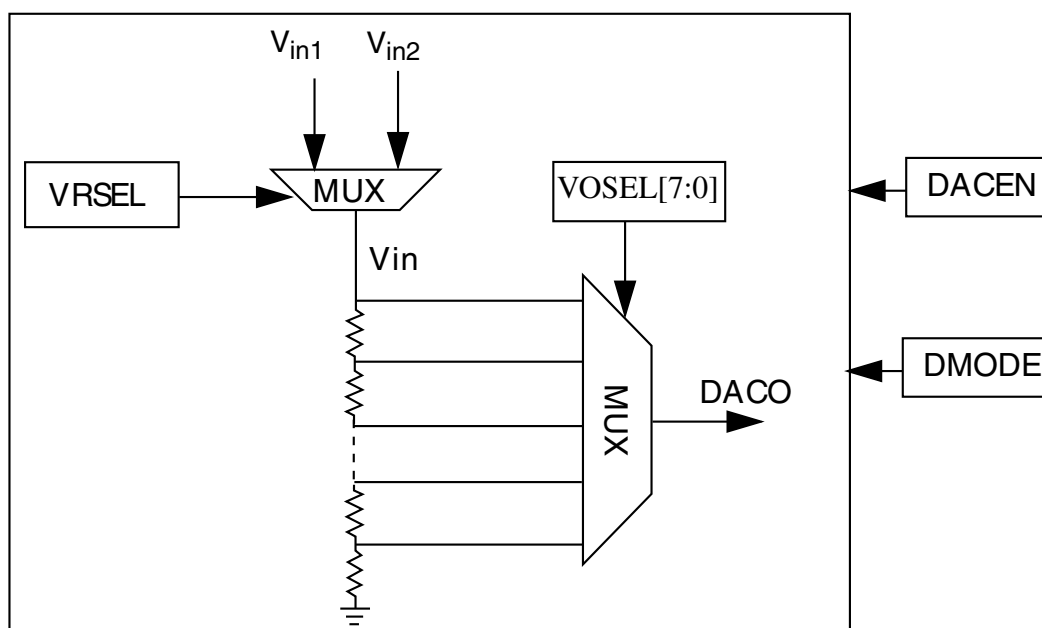 Vin1
Vin2
VRSEL
MUX
VOSEL[7:0]
DACEN
Vin
DMODE
DACO
MUX